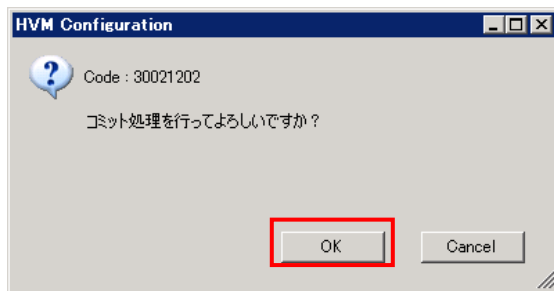 HVM Configuration
Code : 30021202
コミット処理を行ってよろしいですか？
OK
Cancel